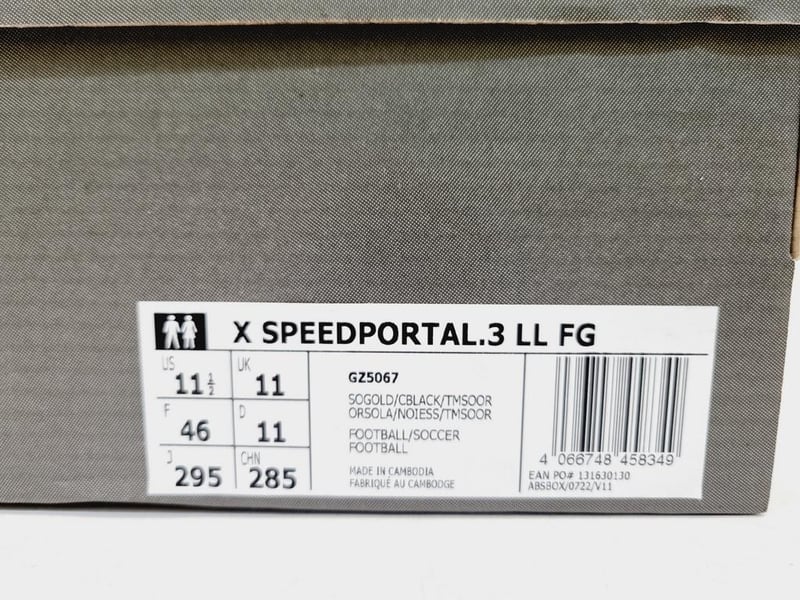 X SPEEDPORTAL.3 LL FG
US
11 1/2
UK
11
F
46
D
11
J
295
CHN
285
GZ5067
SOGOLD/CBLACK/TMSOOR
ORSOLA/NOIESS/TMSOOR
FOOTBALL/SOCCER
FOOTBALL
MADE IN CAMBODIA
FABRIQUÉ AU CAMBODGE
4 066748 458349
EAN PO# 131630130
ABSBOX/0722/V11